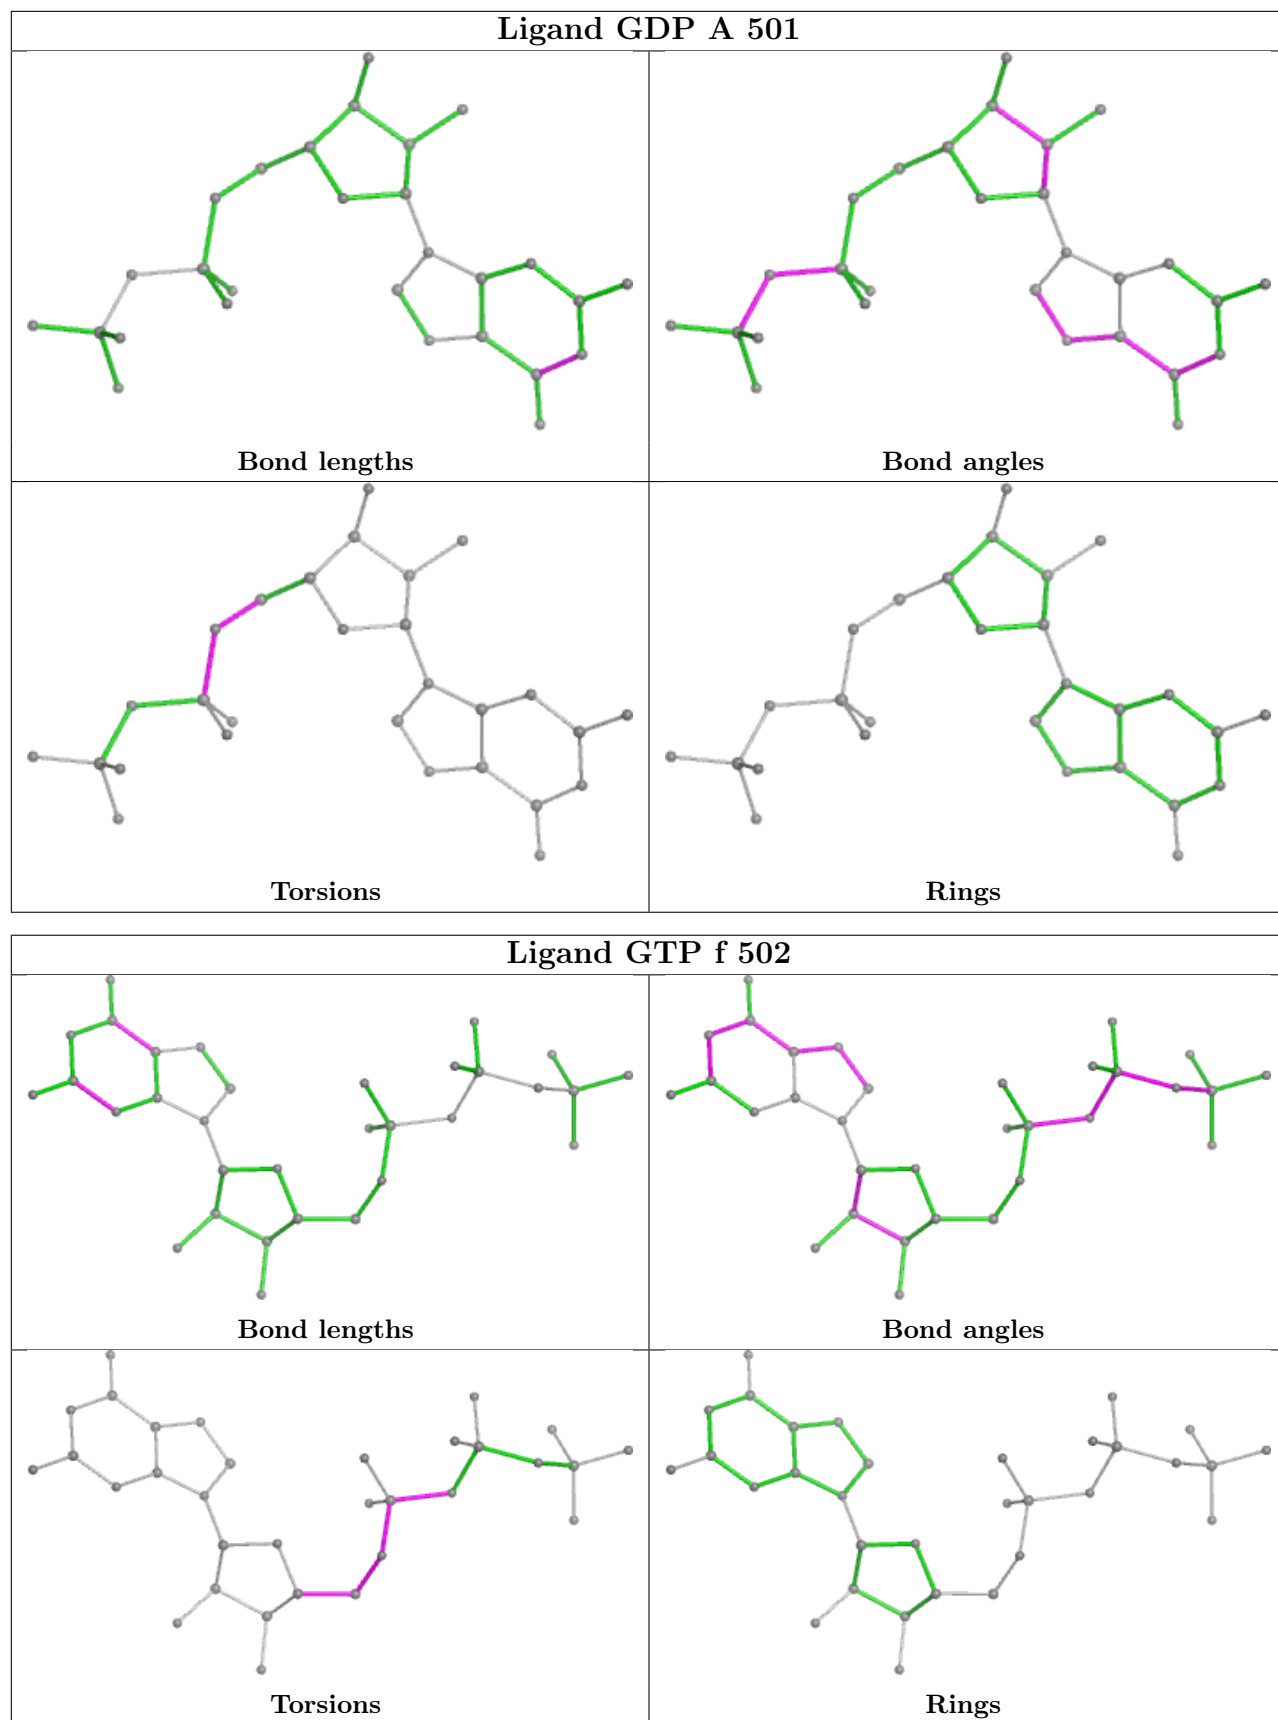 Ligand GDP A 501
Bond lengths
Bond angles
Torsions
Rings
Ligand GTP f 502
Bond lengths
Bond angles
Torsions
Rings